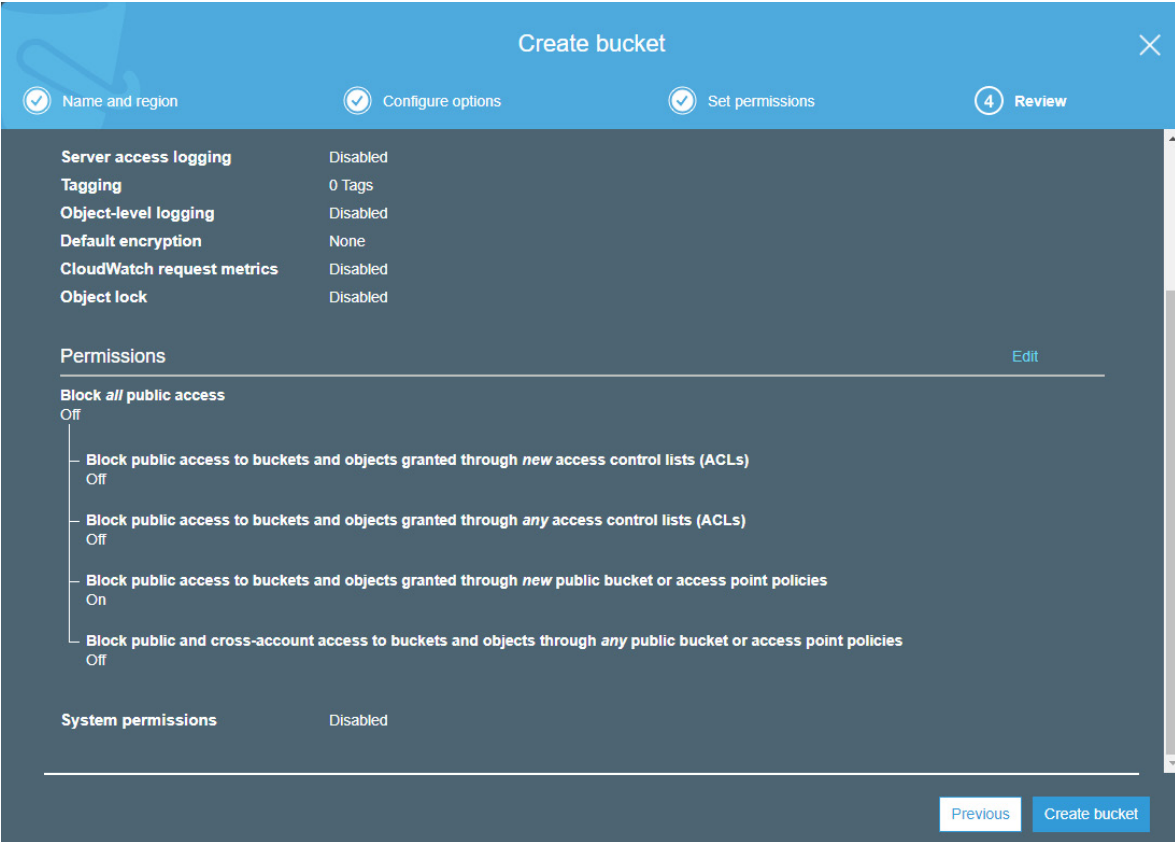 Create bucket
Name and region
Configure options
Set permissions
4 Review
Server access logging Disabled
Tagging 0 Tags
Object-level logging Disabled
Default encryption None
CloudWatch request metrics Disabled
Object lock Disabled
Permissions Edit
Block all public access
Off
Block public access to buckets and objects granted through new access control lists (ACLs)
Off
Block public access to buckets and objects granted through any access control lists (ACLs)
Off
Block public access to buckets and objects granted through new public bucket or access point policies
On
Block public and cross-account access to buckets and objects through any public bucket or access point policies
Off
System permissions Disabled
Previous Create bucket